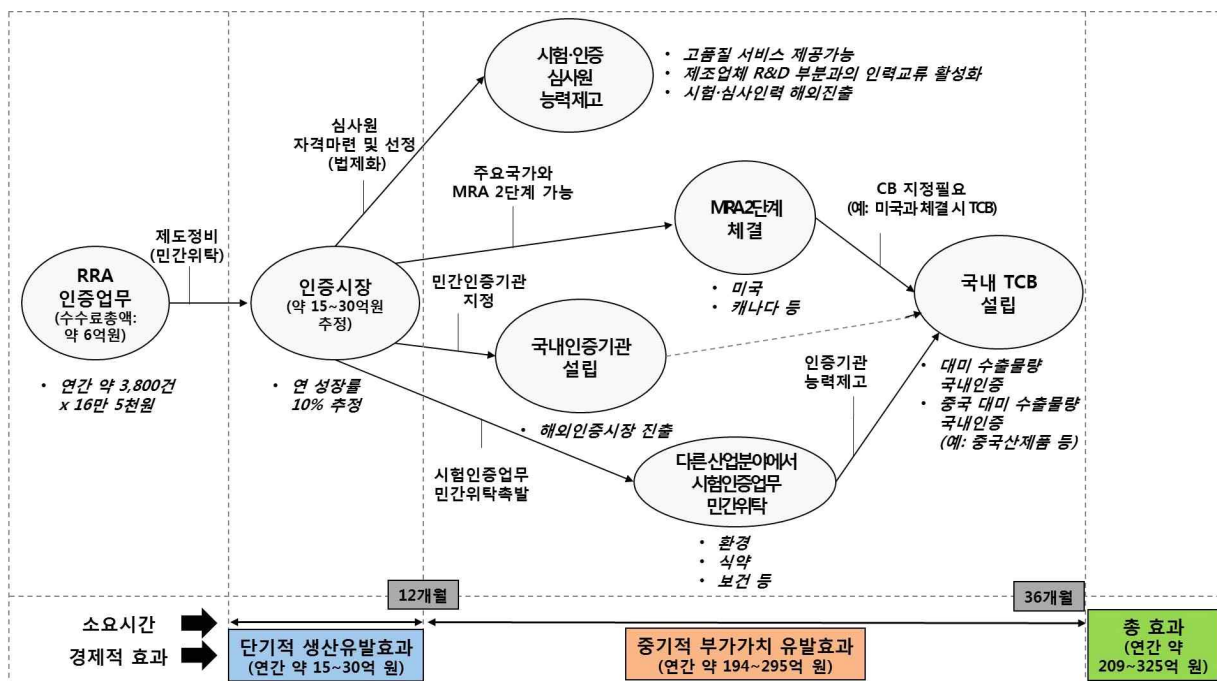 시험·인증
심사원
능력제고
• 고품질 서비스 제공가능
• 제조업체 R&D 부분과의 인력교류 활성화
• 시험·심사인력 해외진출
심사원
자격마련 및 선정
(법제화)
주요국가와
MRA 2단계 가능
MRA2단계
체결
• 미국
• 캐나다 등
CB 지정필요
(예: 미국과 체결 시 TCB)
제도정비
(민간위탁)
RRA
인증업무
(수수료총액:
약 6억원)
• 연간 약 3,800건
x 16만 5천원
인증시장
(약 15~30억원
추정)
• 연 성장률
10% 추정
민간인증기관
지정
국내인증기관
설립
• 해외인증시장 진출
국내 TCB
설립
• 대미 수출물량
국내인증
• 중국 대미 수출물량
국내인증
(예: 중국산제품 등)
인증기관
능력제고
시험인증업무
민간위탁촉발
다른 산업분야에서
시험인증업무
민간위탁
• 환경
• 식약
• 보건 등
12개월
36개월
소요시간
경제적 효과
단기적 생산유발효과
(연간 약 15~30억 원)
중기적 부가가치 유발효과
(연간 약 194~295억 원)
총 효과
(연간 약
209~325억 원)